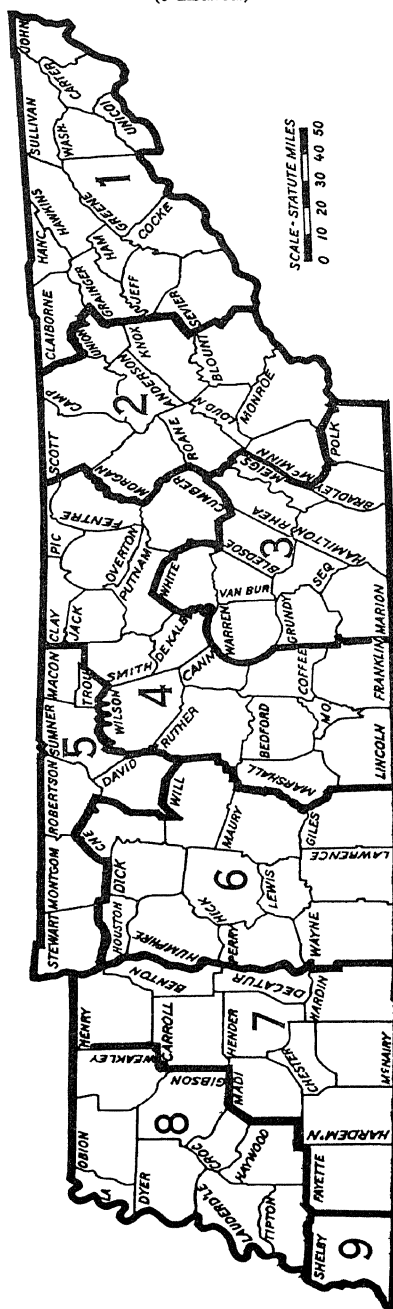 JOHN
CARTER
SULLIVAN
UNICOI
WASH.
HAWKINS
GREENE
1
HANC
COCKE
HAM
GRAINGER
JEFF
CLAIBORNE
SEVIER
UNION
KNOX
CAMP
ANDERSON
BLOUNT
2
LOUD'N
MONROE
SCOTT
ROANE
MORGAN
McMINN
MEIGS
POLK
CUMBER
RHEA
BRADLEY
FENTRE
HAMILTON
PIC
OVERTON
BLEDSOE
3
PUTNAM
WHITE
VAN BUR
SEQ
CLAY
JACK
DEKALB
WARREN
GRUNDY
MARION
SMITH
CANN
MACON
TROU
4
COFFEE
FRANKLIN
WILSON
SUMNER
RUTHER
BEDFORD
MO.
5
DAVID
MARSHALL
LINCOLN
ROBERTSON
WILL
CHE
MAURY
GILES
MONTGOM
DICK
6
LAWRENCE
HICK
LEWIS
STEWART
HOUSTON
HUMPHRE
PERRY
WAYNE
BENTON
DECATUR
HARDIN
HENRY
CARROLL
HENDER
7
WEAKLEY
CHESTER
McNAIRY
GIBSON
MADI
8
HARDEM'N
OBION
CROC
HAYWOOD
LA
DYER
FAYETTE
LAUDERDLE
TIPTON
SHELBY
9
SCALE-STATUTE MILES
0 10 20 30 40 50